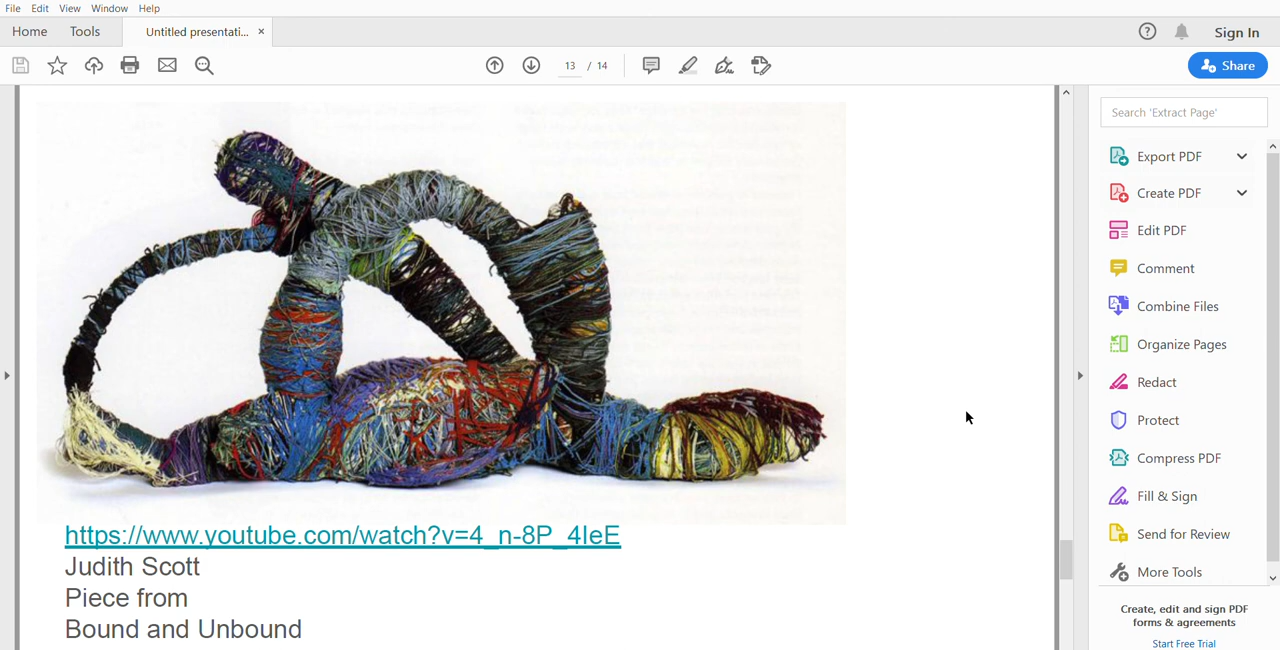 File Edit View Window Help
Home Tools Untitled presentati... × Sign In
13 / 14 Share
Search 'Extract Page'
Export PDF
Create PDF
Edit PDF
Comment
Combine Files
Organize Pages
Redact
Protect
Compress PDF
Fill & Sign
Send for Review
More Tools
Create, edit and sign PDF
forms & agreements
Start Free Trial
https://www.youtube.com/watch?v=4_n-8P_4IeE
Judith Scott
Piece from
Bound and Unbound